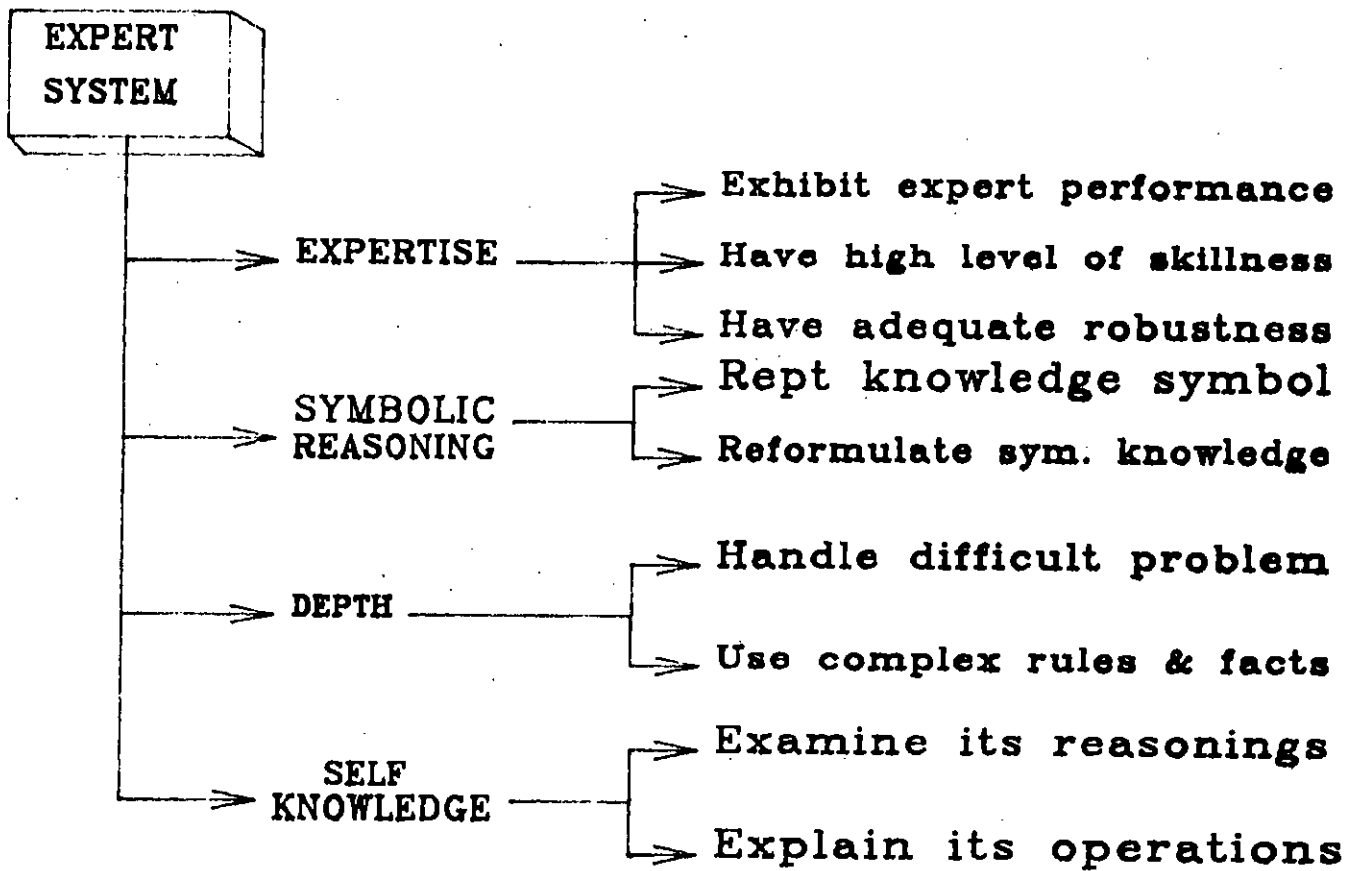 EXPERT
SYSTEM
EXPERTISE
Exhibit expert performance
Have high level of skillness
Have adequate robustness
SYMBOLIC
REASONING
Rept knowledge symbol
Reformulate sym. knowledge
DEPTH
Handle difficult problem
Use complex rules & facts
SELF
KNOWLEDGE
Examine its reasonings
Explain its operations